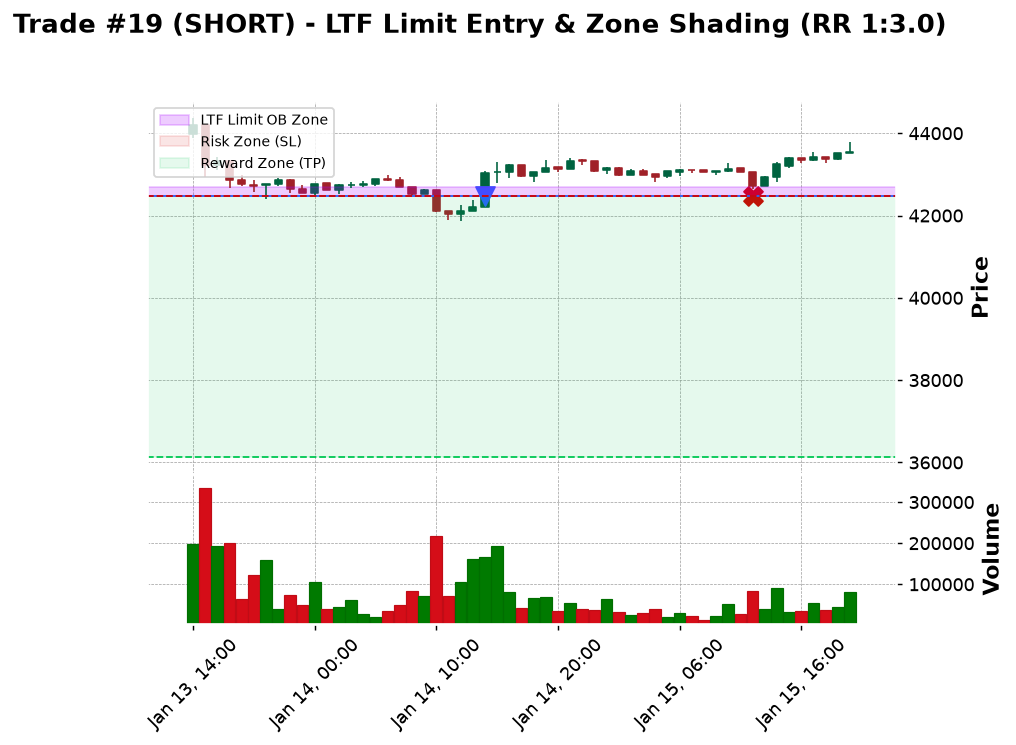 Trade #19 (SHORT) - LTF Limit Entry & Zone Shading (RR 1:3.0)
LTF Limit OB Zone
Risk Zone (SL)
Reward Zone (TP)
44000
42000
40000
38000
36000
Price
300000
200000
100000
Volume
Jan 13, 14:00
Jan 14, 00:00
Jan 14, 10:00
Jan 14, 20:00
Jan 15, 06:00
Jan 15, 16:00